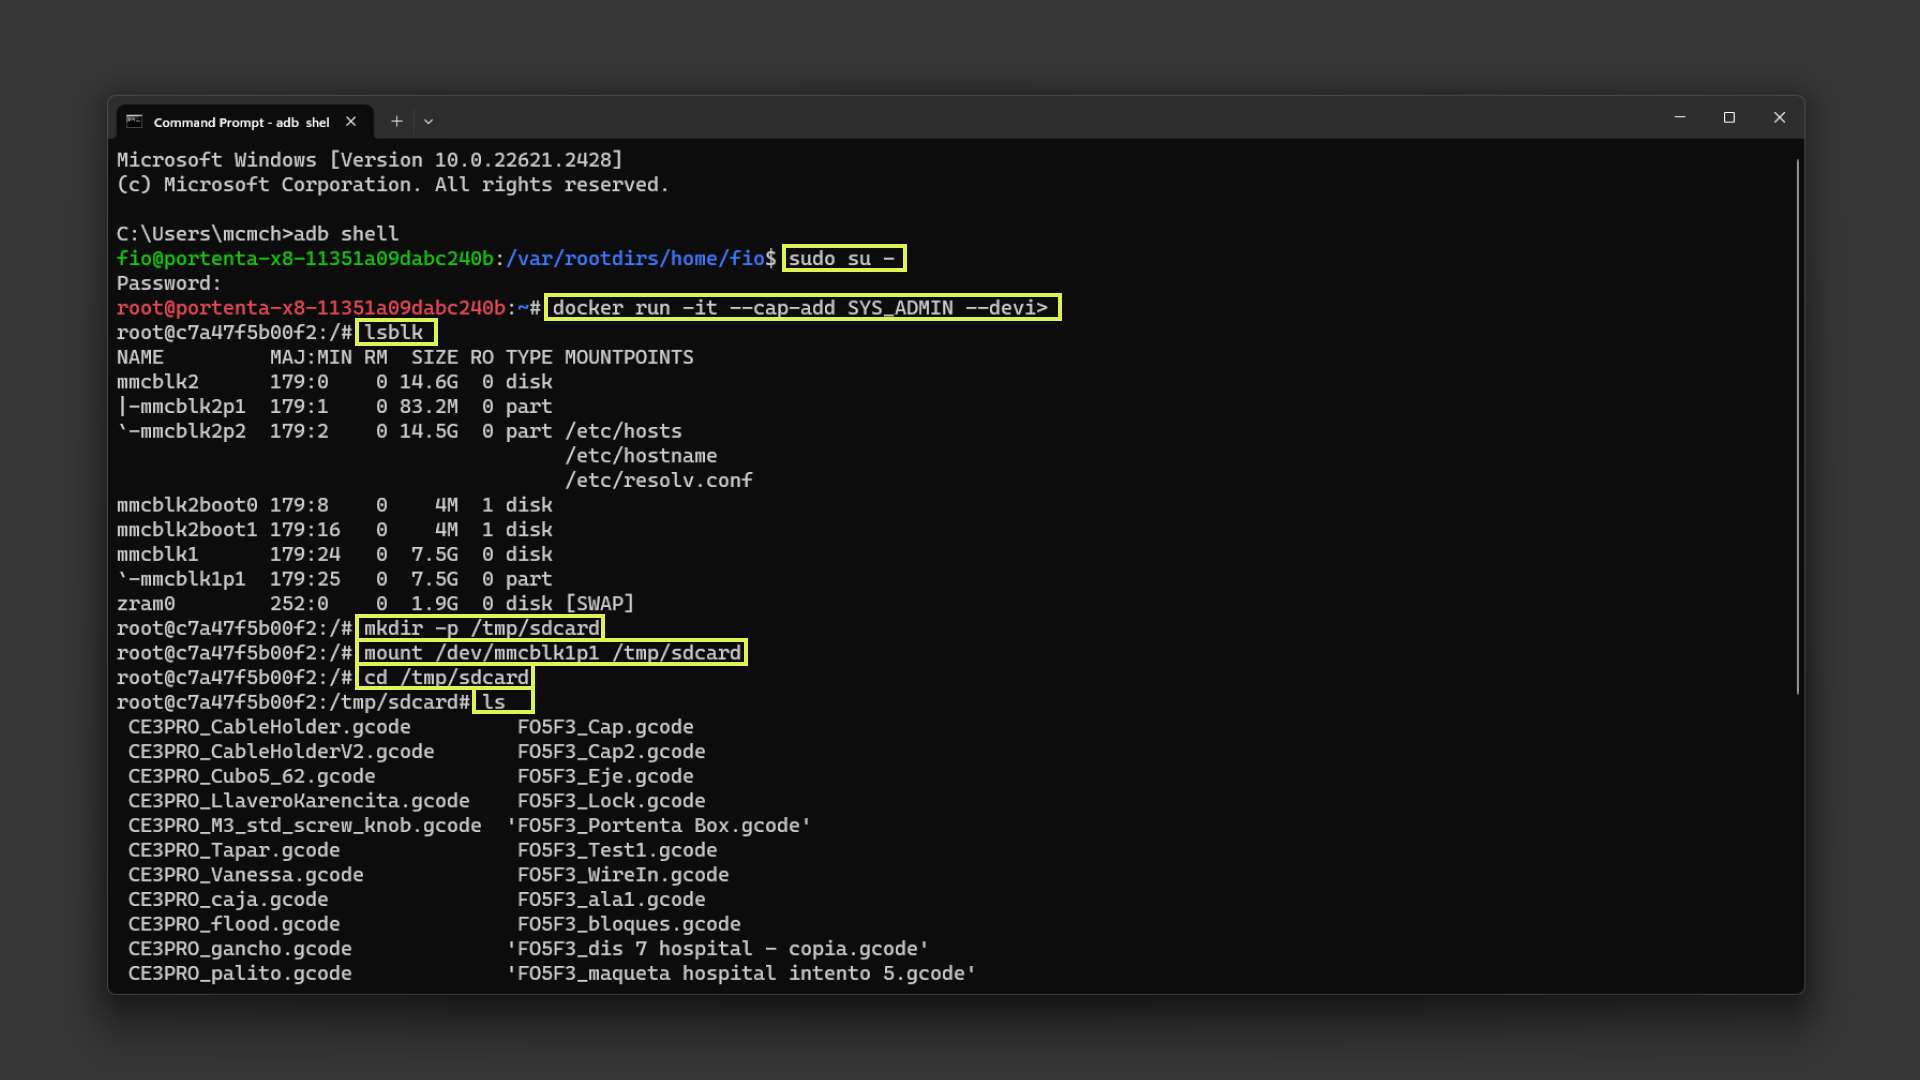 Command Prompt - adb  shel
Microsoft Windows [Version 10.0.22621.2428]
(c) Microsoft Corporation. All rights reserved.
C:\Users\mcmch>adb shell
fio@portenta-x8-11351a09dabc240b:/var/rootdirs/home/fio$ sudo su -
Password:
root@portenta-x8-11351a09dabc240b:~# docker run -it --cap-add SYS_ADMIN --devi>
root@c7a47f5b00f2:/# lsblk
NAME         MAJ:MIN RM  SIZE RO TYPE MOUNTPOINTS
mmcblk2      179:0    0 14.6G  0 disk
|-mmcblk2p1  179:1    0 83.2M  0 part
`-mmcblk2p2  179:2    0 14.5G  0 part /etc/hosts
                                      /etc/hostname
                                      /etc/resolv.conf
mmcblk2boot0 179:8    0    4M  1 disk
mmcblk2boot1 179:16   0    4M  1 disk
mmcblk1      179:24   0  7.5G  0 disk
`-mmcblk1p1  179:25   0  7.5G  0 part
zram0        252:0    0  1.9G  0 disk [SWAP]
root@c7a47f5b00f2:/# mkdir -p /tmp/sdcard
root@c7a47f5b00f2:/# mount /dev/mmcblk1p1 /tmp/sdcard
root@c7a47f5b00f2:/# cd /tmp/sdcard
root@c7a47f5b00f2:/tmp/sdcard# ls
 CE3PRO_CableHolder.gcode         FO5F3_Cap.gcode
 CE3PRO_CableHolderV2.gcode       FO5F3_Cap2.gcode
 CE3PRO_Cubo5_62.gcode            FO5F3_Eje.gcode
 CE3PRO_LlaveroKarencita.gcode    FO5F3_Lock.gcode
 CE3PRO_M3_std_screw_knob.gcode  'FO5F3_Portenta Box.gcode'
 CE3PRO_Tapar.gcode               FO5F3_Test1.gcode
 CE3PRO_Vanessa.gcode             FO5F3_WireIn.gcode
 CE3PRO_caja.gcode                FO5F3_ala1.gcode
 CE3PRO_flood.gcode               FO5F3_bloques.gcode
 CE3PRO_gancho.gcode             'FO5F3_dis 7 hospital - copia.gcode'
 CE3PRO_palito.gcode             'FO5F3_maqueta hospital intento 5.gcode'